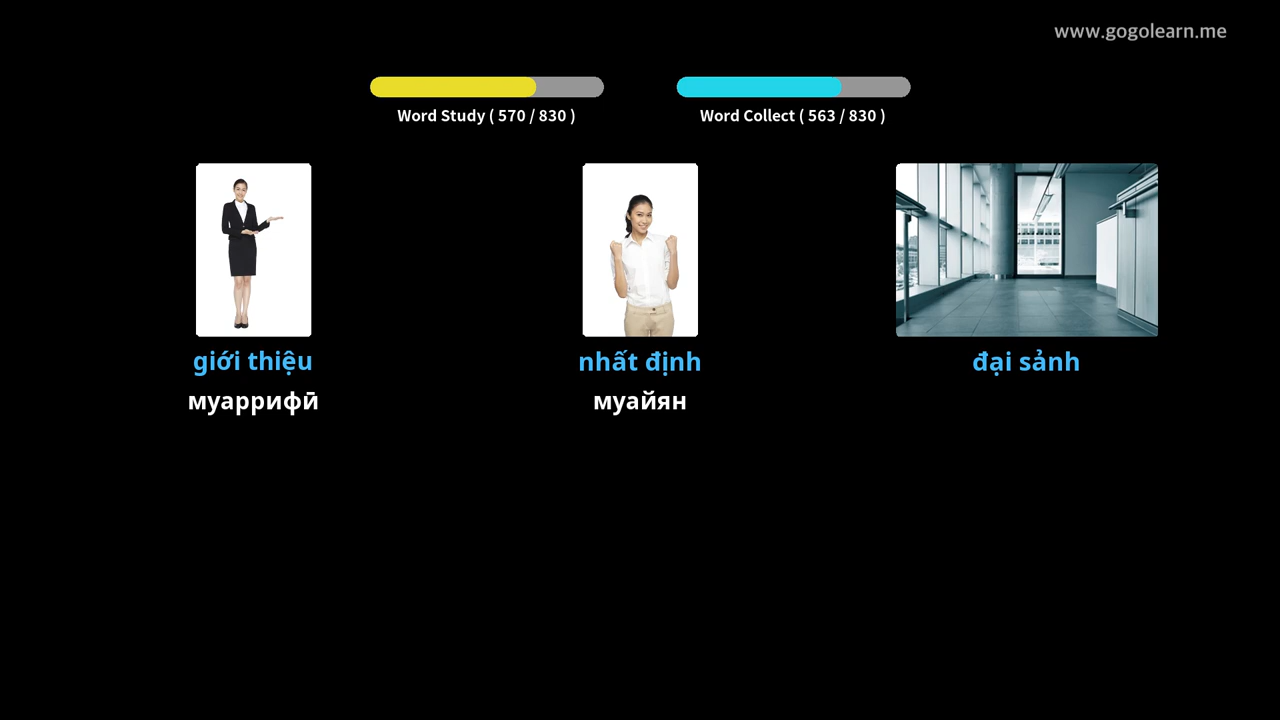 www.gogolearn.me
Word Study ( 570 / 830 )
Word Collect ( 563 / 830 )
giới thiệu
nhất định
đại sảnh
муаррифӣ
муайян